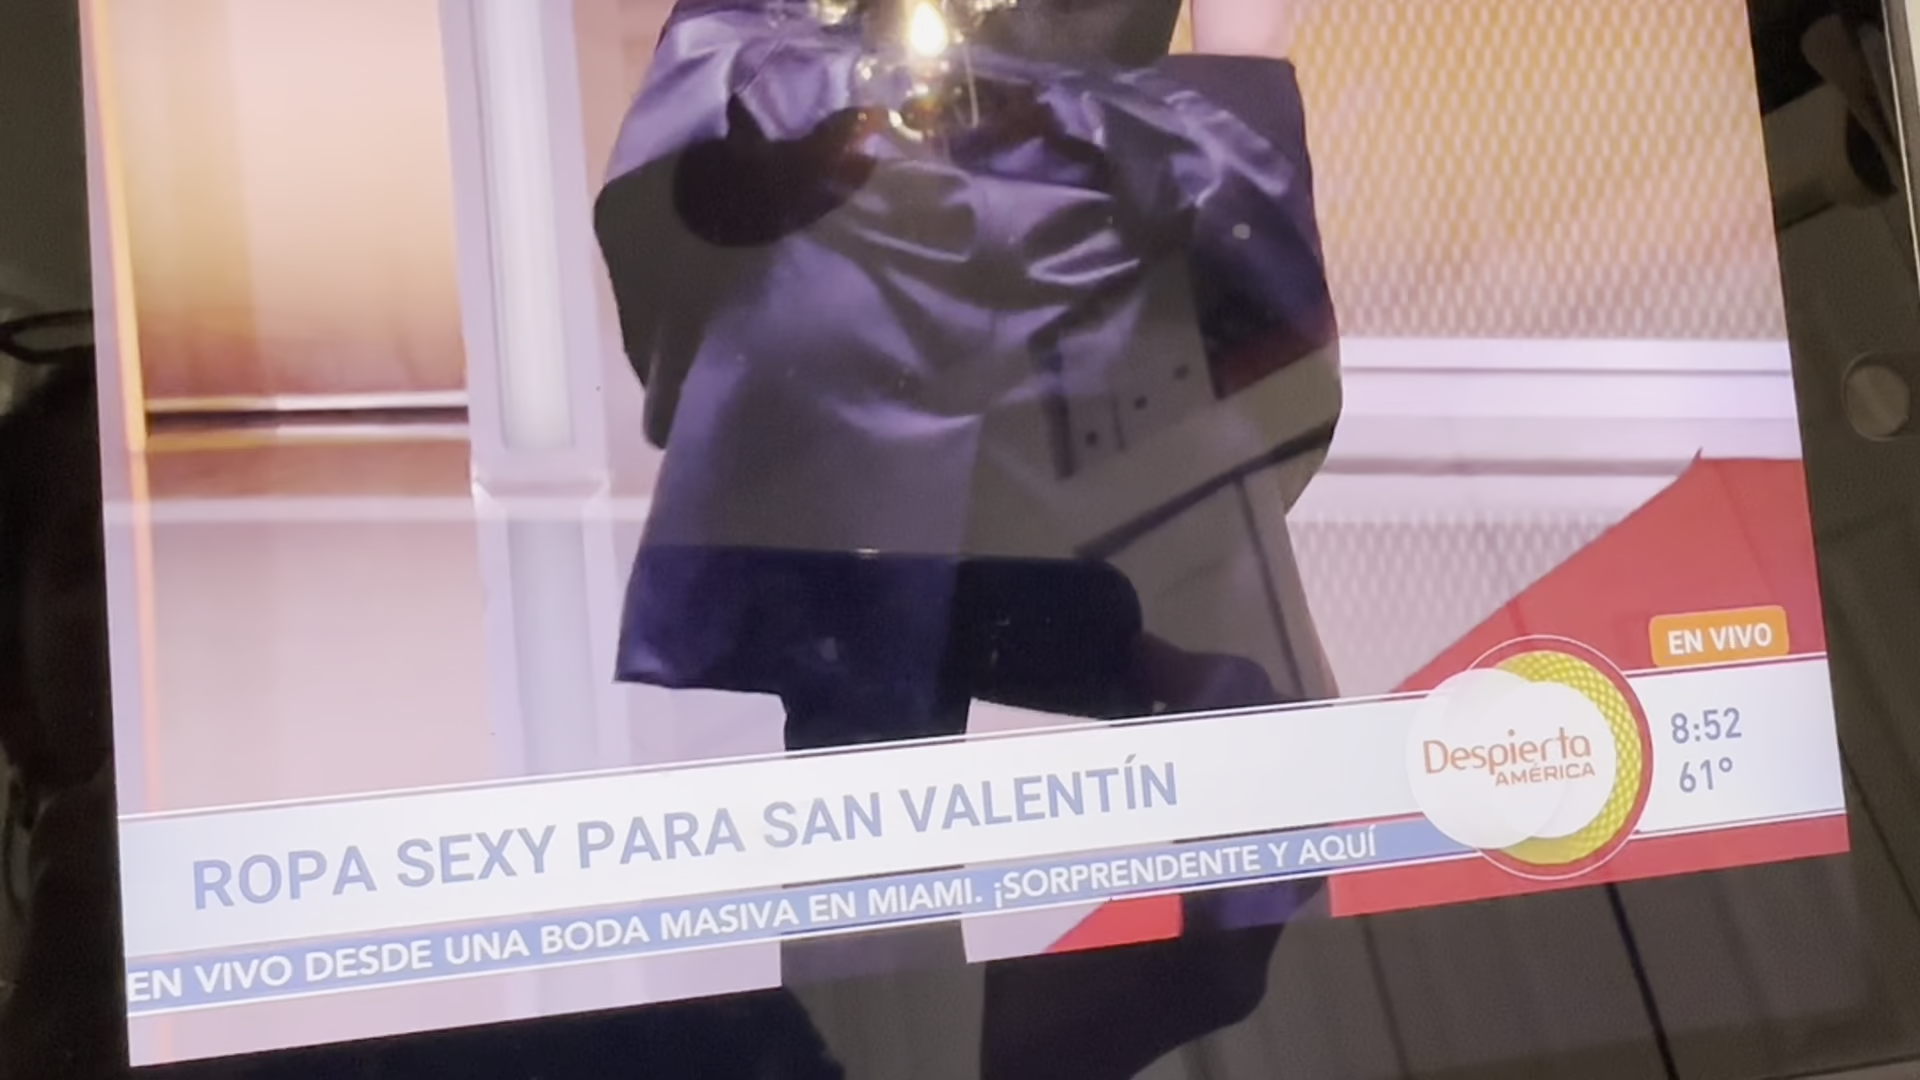 EN VIVO
8:52
61°
Despierta
AMÉRICA
ROPA SEXY PARA SAN VALENTÍN
EN VIVO DESDE UNA BODA MASIVA EN MIAMI. ¡SORPRENDENTE Y AQUÍ